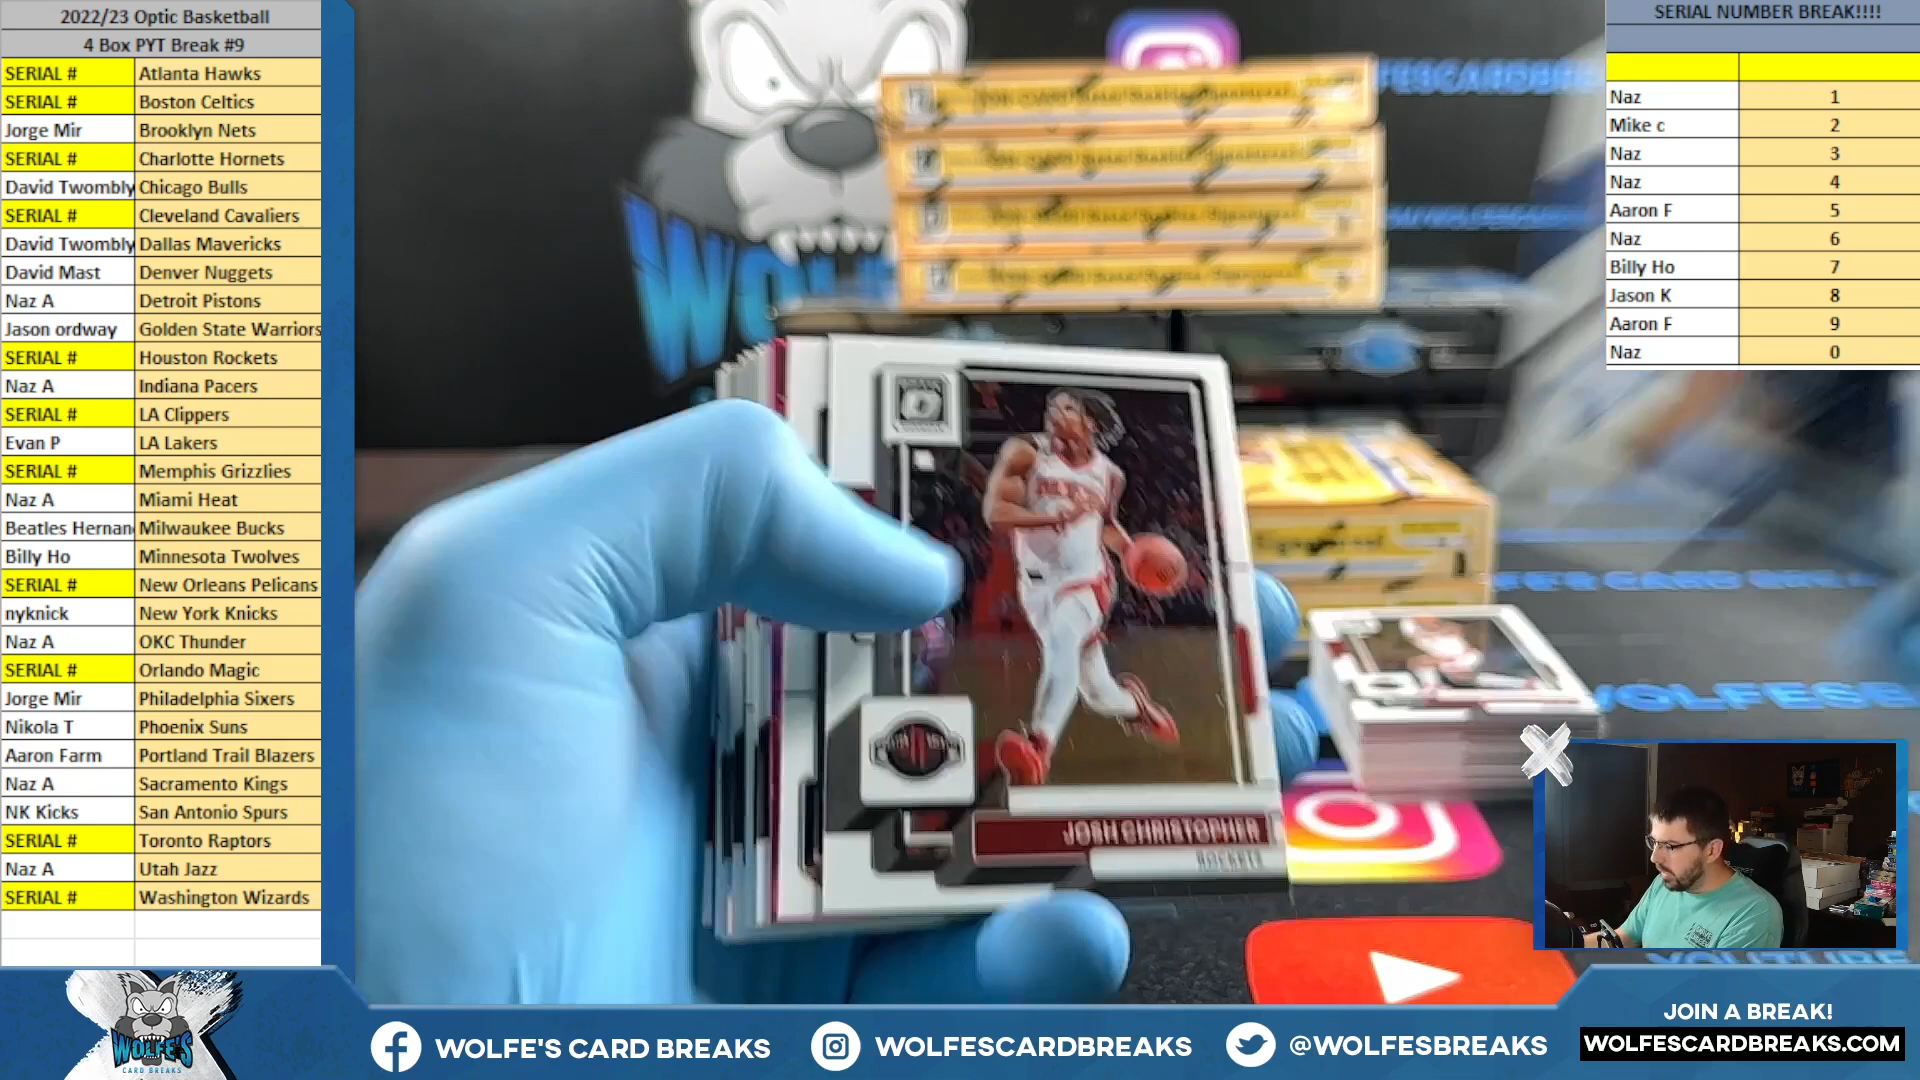 2022/23 Optic Basketball
4 Box PYT Break #9
SERIAL # Atlanta Hawks
SERIAL # Boston Celtics
Jorge Mir Brooklyn Nets
SERIAL # Charlotte Hornets
David Twombly Chicago Bulls
SERIAL # Cleveland Cavaliers
David Twombly Dallas Mavericks
David Mast Denver Nuggets
Naz A Detroit Pistons
Jason ordway Golden State Warriors
SERIAL # Houston Rockets
Naz A Indiana Pacers
SERIAL # LA Clippers
Evan P LA Lakers
SERIAL # Memphis Grizzlies
Naz A Miami Heat
Beatles Hernan Milwaukee Bucks
Billy Ho Minnesota Twolves
SERIAL # New Orleans Pelicans
nyknick New York Knicks
Naz A OKC Thunder
SERIAL # Orlando Magic
Jorge Mir Philadelphia Sixers
Nikola T Phoenix Suns
Aaron Farm Portland Trail Blazers
Naz A Sacramento Kings
NK Kicks San Antonio Spurs
SERIAL # Toronto Raptors
Naz A Utah Jazz
SERIAL # Washington Wizards
SERIAL NUMBER BREAK!!!!
Naz 1
Mike c 2
Naz 3
Naz 4
Aaron F 5
Naz 6
Billy Ho 7
Jason K 8
Aaron F 9
Naz 0
WOLFE
JOSH CHRISTOPHER
ROCKETS
WOLFESB
YOUTUBE
WOLFE'S
CARD BREAKS
WOLFE'S CARD BREAKS
WOLFESCARDBREAKS
@WOLFESBREAKS
JOIN A BREAK!
WOLFESCARDBREAKS.COM